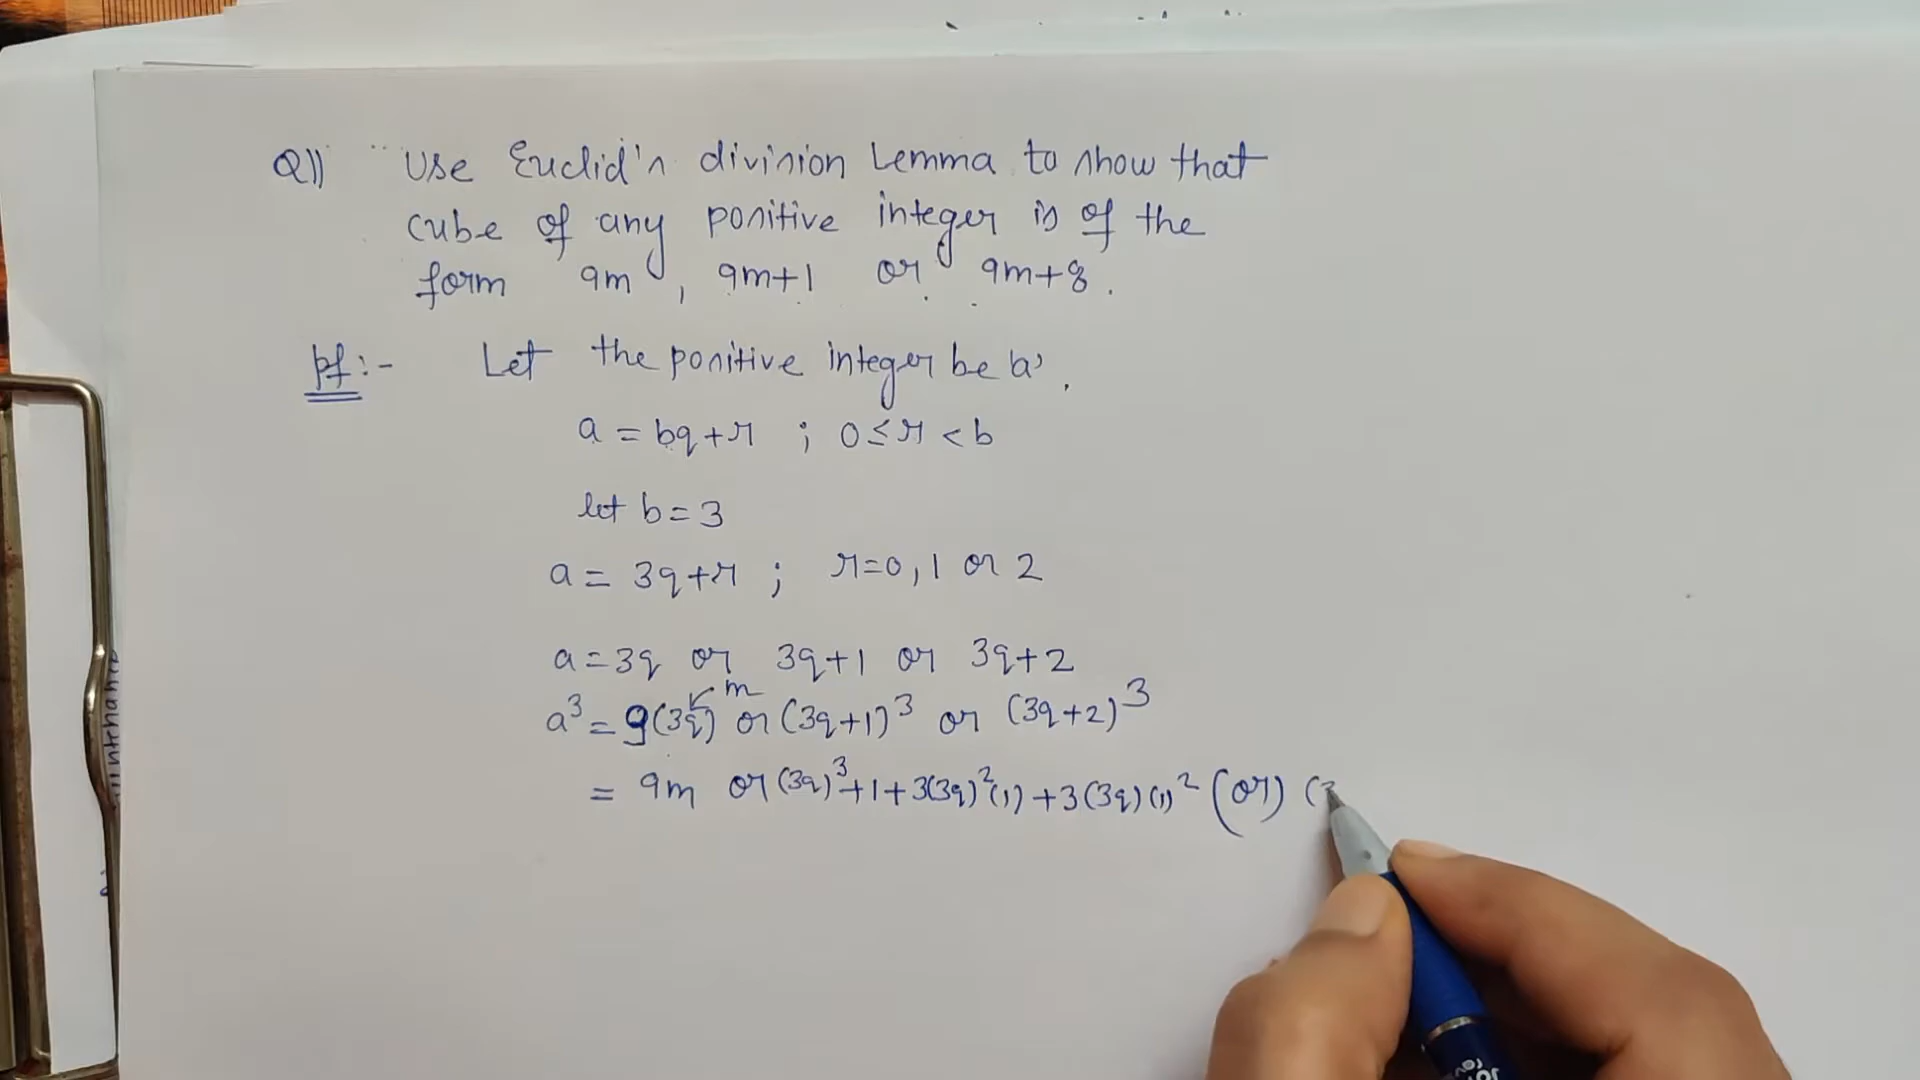 Q11 Use Euclid's division Lemma to show that
cube of any positive integer is of the
form 9m, 9m+1 or 9m+8.
pf:- Let the positive integer be 'a'.
a = bq+r ; 0≤r<b
let b=3
a = 3q+r ; r=0,1 or 2
a=3q or 3q+1 or 3q+2
m
a³ = 9(3q) or (3q+1)³ or (3q+2)³
= 9m or (3q)³+1+3(3q)²(1)+3(3q)(1)² (or) (3